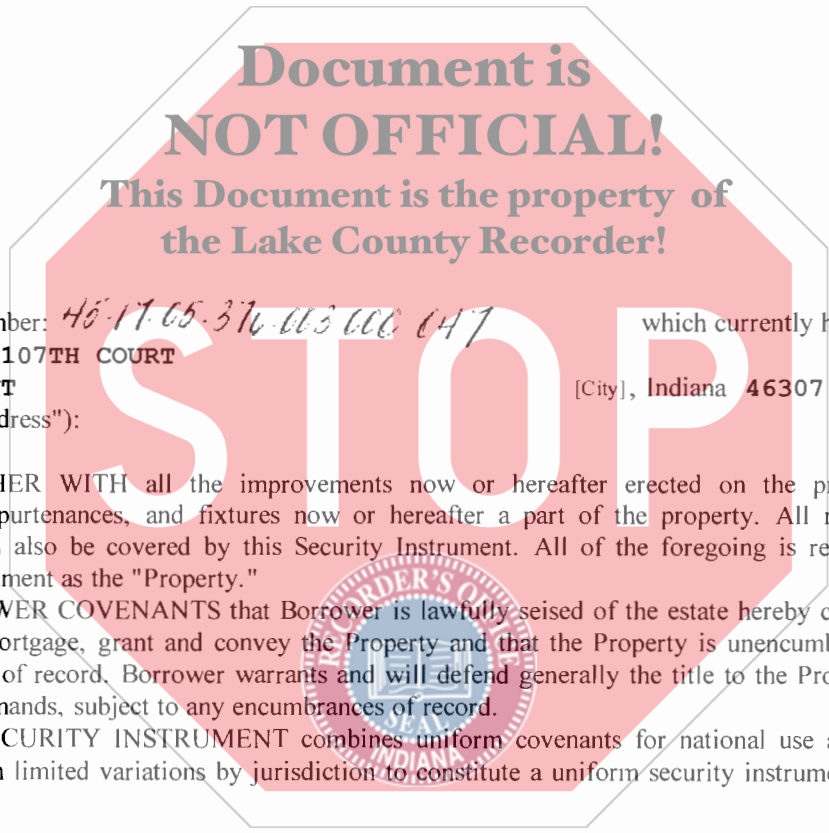 Document is
NOT OFFICIAL!
This Document is the property of
the Lake County Recorder!
STOP
nber: 45-17-05-376-003.000-047 which currently h
107TH COURT
T [City], Indiana 46307
dress"):
HER WITH all the improvements now or hereafter erected on the pr
purtenances, and fixtures now or hereafter a part of the property. All r
also be covered by this Security Instrument. All of the foregoing is re
ment as the "Property."
WER COVENANTS that Borrower is lawfully seised of the estate hereby c
ortgage, grant and convey the Property and that the Property is unencumb
of record. Borrower warrants and will defend generally the title to the Pro
nands, subject to any encumbrances of record.
CURITY INSTRUMENT combines uniform covenants for national use a
n limited variations by jurisdiction to constitute a uniform security instrume
RECORDER'S OFFICE
SEAL
INDIANA